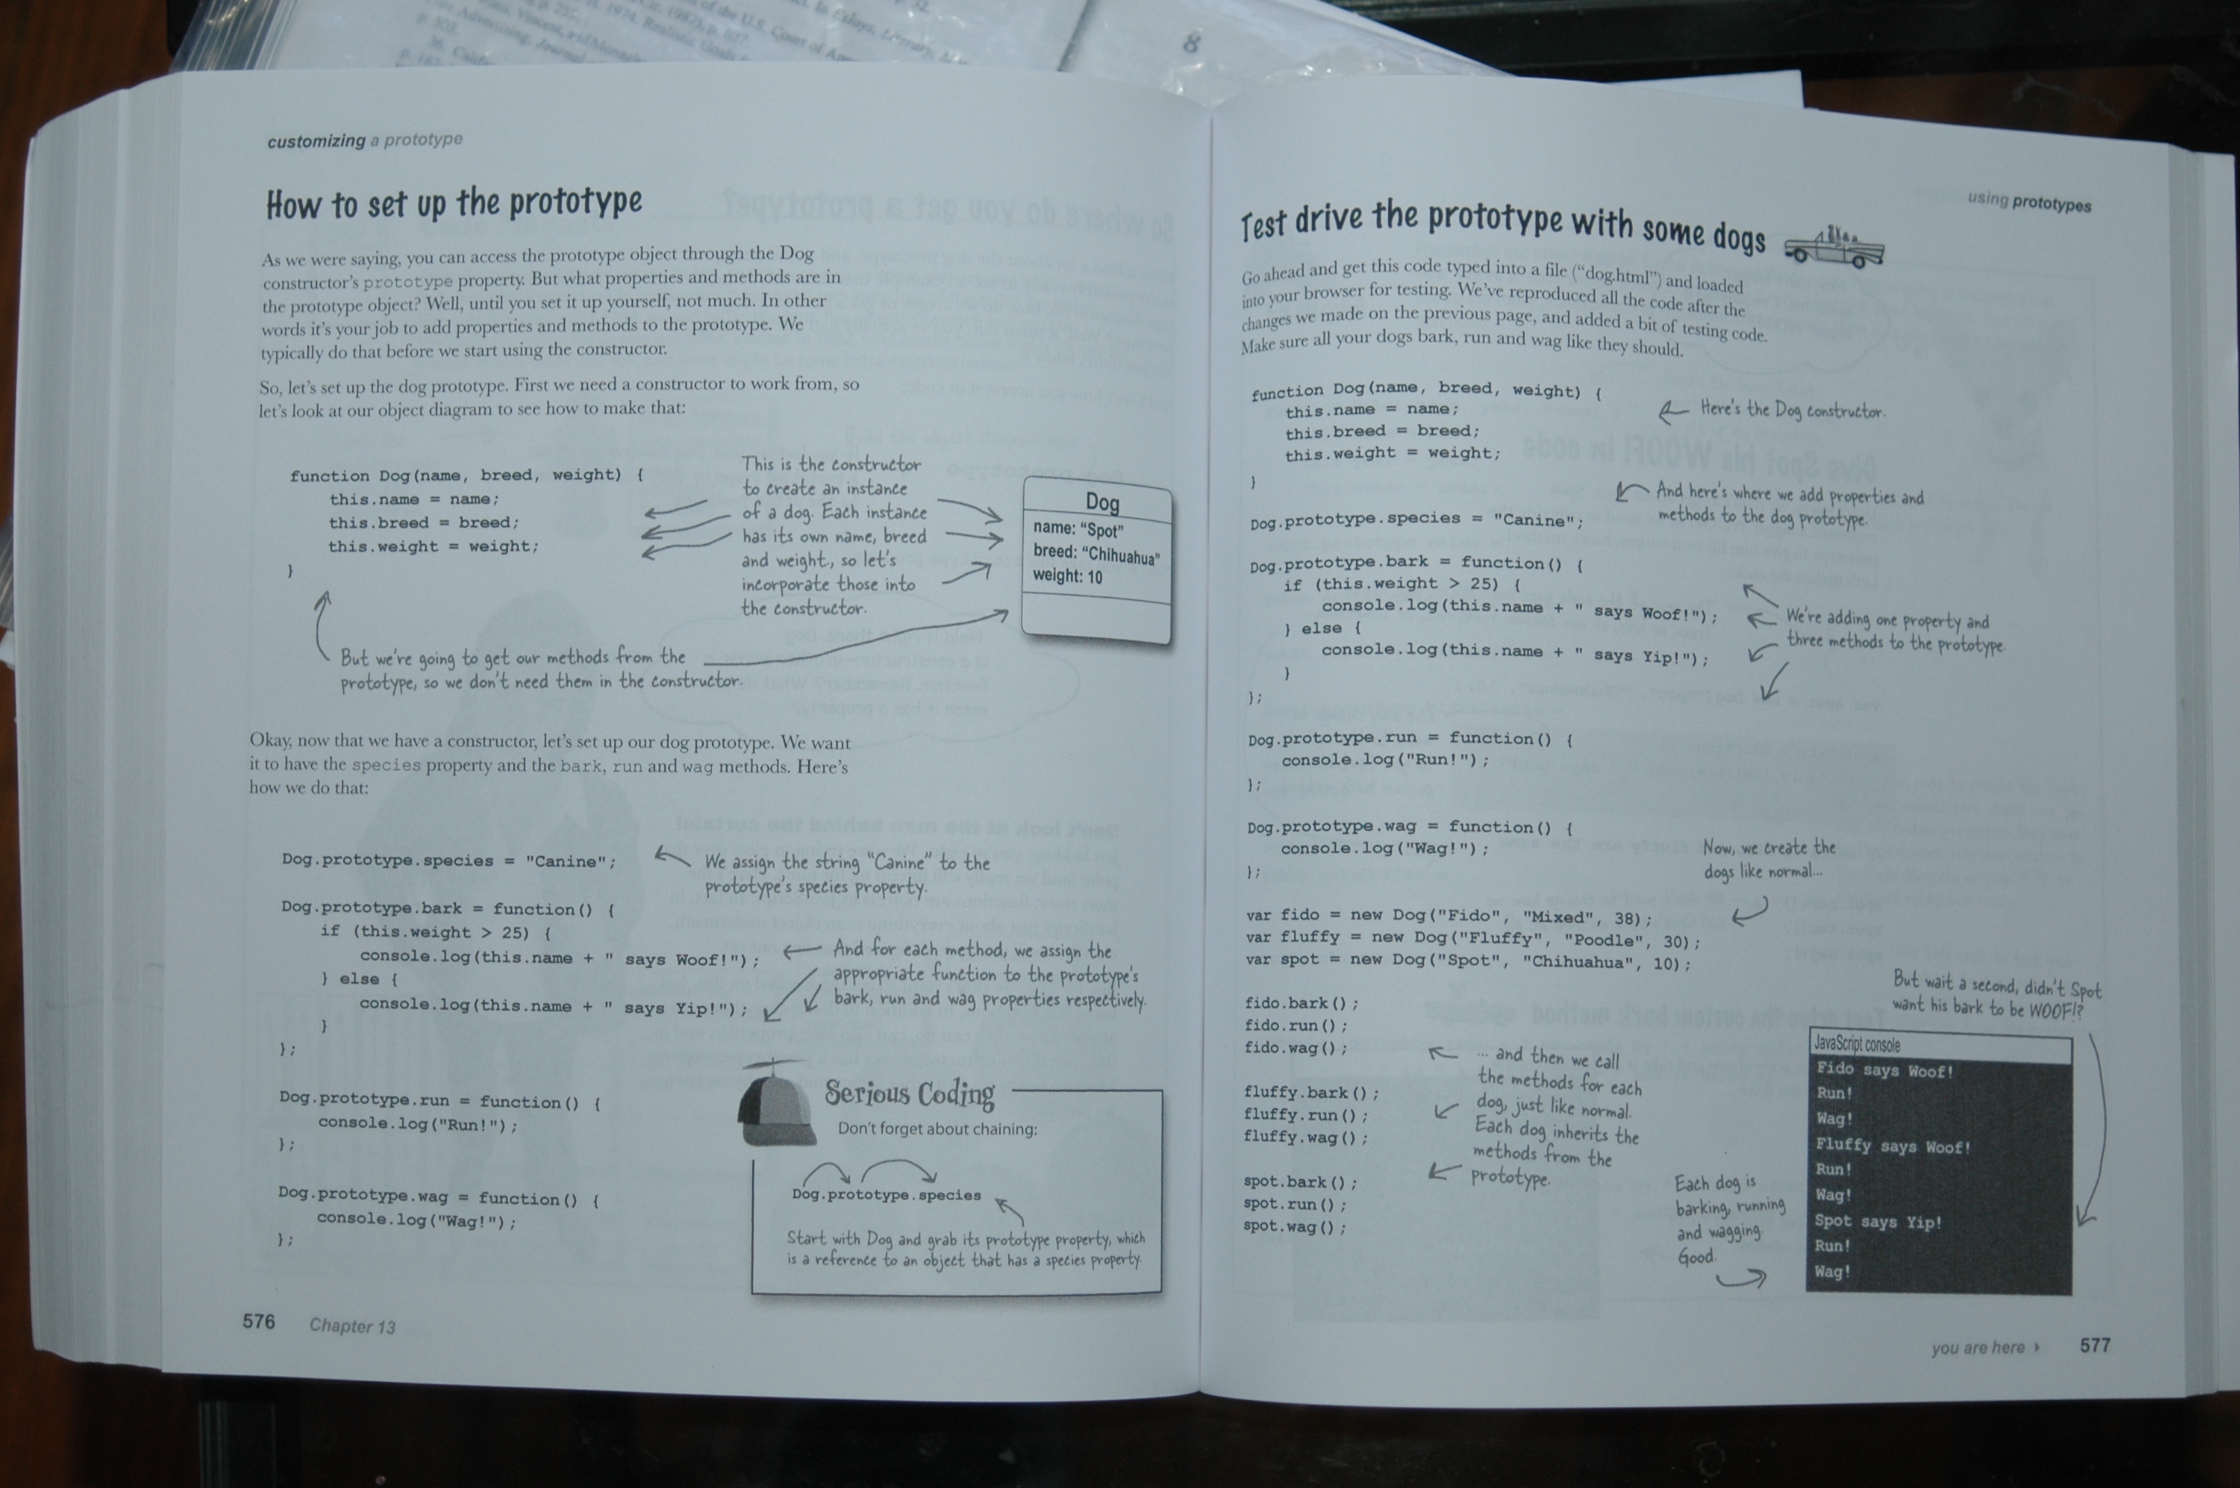 8
customizing a prototype
How to set up the prototype
As we were saying, you can access the prototype object through the Dog
constructor's prototype property. But what properties and methods are in
the prototype object? Well, until you set it up yourself, not much. In other
words it's your job to add properties and methods to the prototype. We
typically do that before we start using the constructor.
So, let's set up the dog prototype. First we need a constructor to work from, so
let's look at our object diagram to see how to make that:
function Dog(name, breed, weight) {
this.name = name;
this.breed = breed;
this.weight = weight;
}
This is the constructor
to create an instance
of a dog. Each instance
has its own name, breed
and weight, so let's
incorporate those into
the constructor.
Dog
name: "Spot"
breed: "Chihuahua"
weight: 10
But we're going to get our methods from the
prototype, so we don't need them in the constructor.
Okay, now that we have a constructor, let's set up our dog prototype. We want
it to have the species property and the bark, run and wag methods. Here's
how we do that:
Dog.prototype.species = "Canine";
We assign the string "Canine" to the
prototype's species property.
Dog.prototype.bark = function() {
if (this.weight > 25) {
console.log(this.name + " says Woof!");
} else {
console.log(this.name + " says Yip!");
}
};
And for each method, we assign the
appropriate function to the prototype's
bark, run and wag properties respectively.
Dog.prototype.run = function() {
console.log("Run!");
};
Dog.prototype.wag = function() {
console.log("Wag!");
};
Serious Coding
Don't forget about chaining:
Dog.prototype.species
Start with Dog and grab its prototype property, which
is a reference to an object that has a species property.
576 Chapter 13
using prototypes
Test drive the prototype with some dogs
Go ahead and get this code typed into a file ("dog.html") and loaded
into your browser for testing. We've reproduced all the code after the
changes we made on the previous page, and added a bit of testing code.
Make sure all your dogs bark, run and wag like they should.
function Dog(name, breed, weight) {
this.name = name;
this.breed = breed;
this.weight = weight;
}
Here's the Dog constructor.
And here's where we add properties and
methods to the dog prototype.
Dog.prototype.species = "Canine";
Dog.prototype.bark = function() {
if (this.weight > 25) {
console.log(this.name + " says Woof!");
} else {
console.log(this.name + " says Yip!");
}
};
We're adding one property and
three methods to the prototype.
Dog.prototype.run = function() {
console.log("Run!");
};
Dog.prototype.wag = function() {
console.log("Wag!");
};
Now, we create the
dogs like normal...
var fido = new Dog("Fido", "Mixed", 38);
var fluffy = new Dog("Fluffy", "Poodle", 30);
var spot = new Dog("Spot", "Chihuahua", 10);
fido.bark();
fido.run();
fido.wag();
fluffy.bark();
fluffy.run();
fluffy.wag();
spot.bark();
spot.run();
spot.wag();
... and then we call
the methods for each
dog, just like normal.
Each dog inherits the
methods from the
prototype.
But wait a second, didn't Spot
want his bark to be WOOF!?
Each dog is
barking, running
and wagging.
Good.
JavaScript console
Fido says Woof!
Run!
Wag!
Fluffy says Woof!
Run!
Wag!
Spot says Yip!
Run!
Wag!
you are here 577